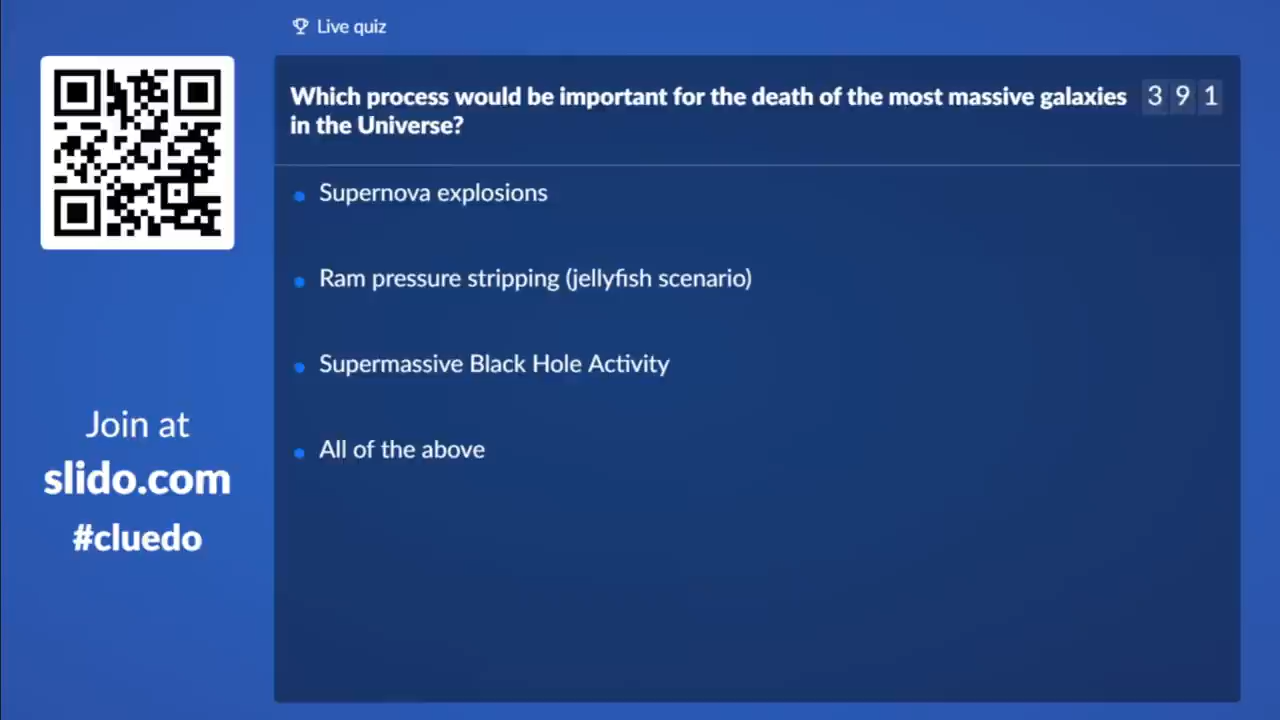 Live quiz
Which process would be important for the death of the most massive galaxies
in the Universe?
3 9 1
Supernova explosions
Ram pressure stripping (jellyfish scenario)
Supermassive Black Hole Activity
All of the above
Join at
slido.com
#cluedo